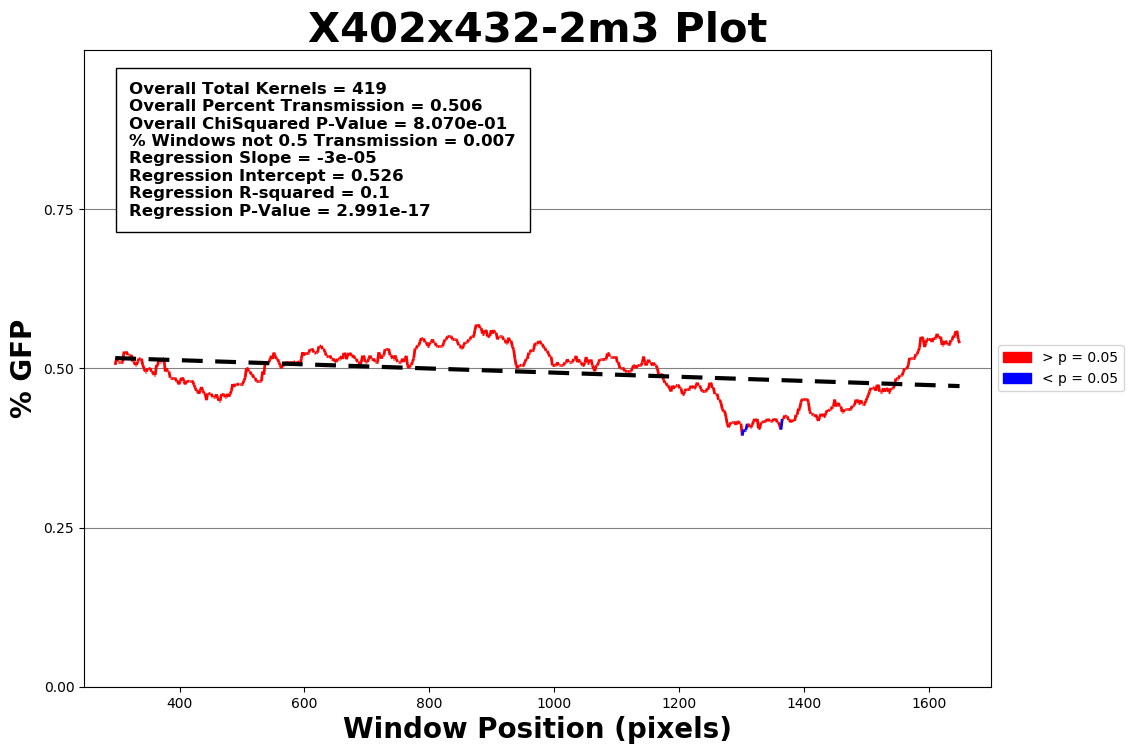 X402x432-2m3 Plot
Overall Total Kernels = 419
Overall Percent Transmission = 0.506
Overall ChiSquared P-Value = 8.070e-01
% Windows not 0.5 Transmission = 0.007
Regression Slope = -3e-05
Regression Intercept = 0.526
Regression R-squared = 0.1
Regression P-Value = 2.991e-17
% GFP
0.75
0.50
0.25
0.00
400 600 800 1000 1200 1400 1600
Window Position (pixels)
> p = 0.05
< p = 0.05